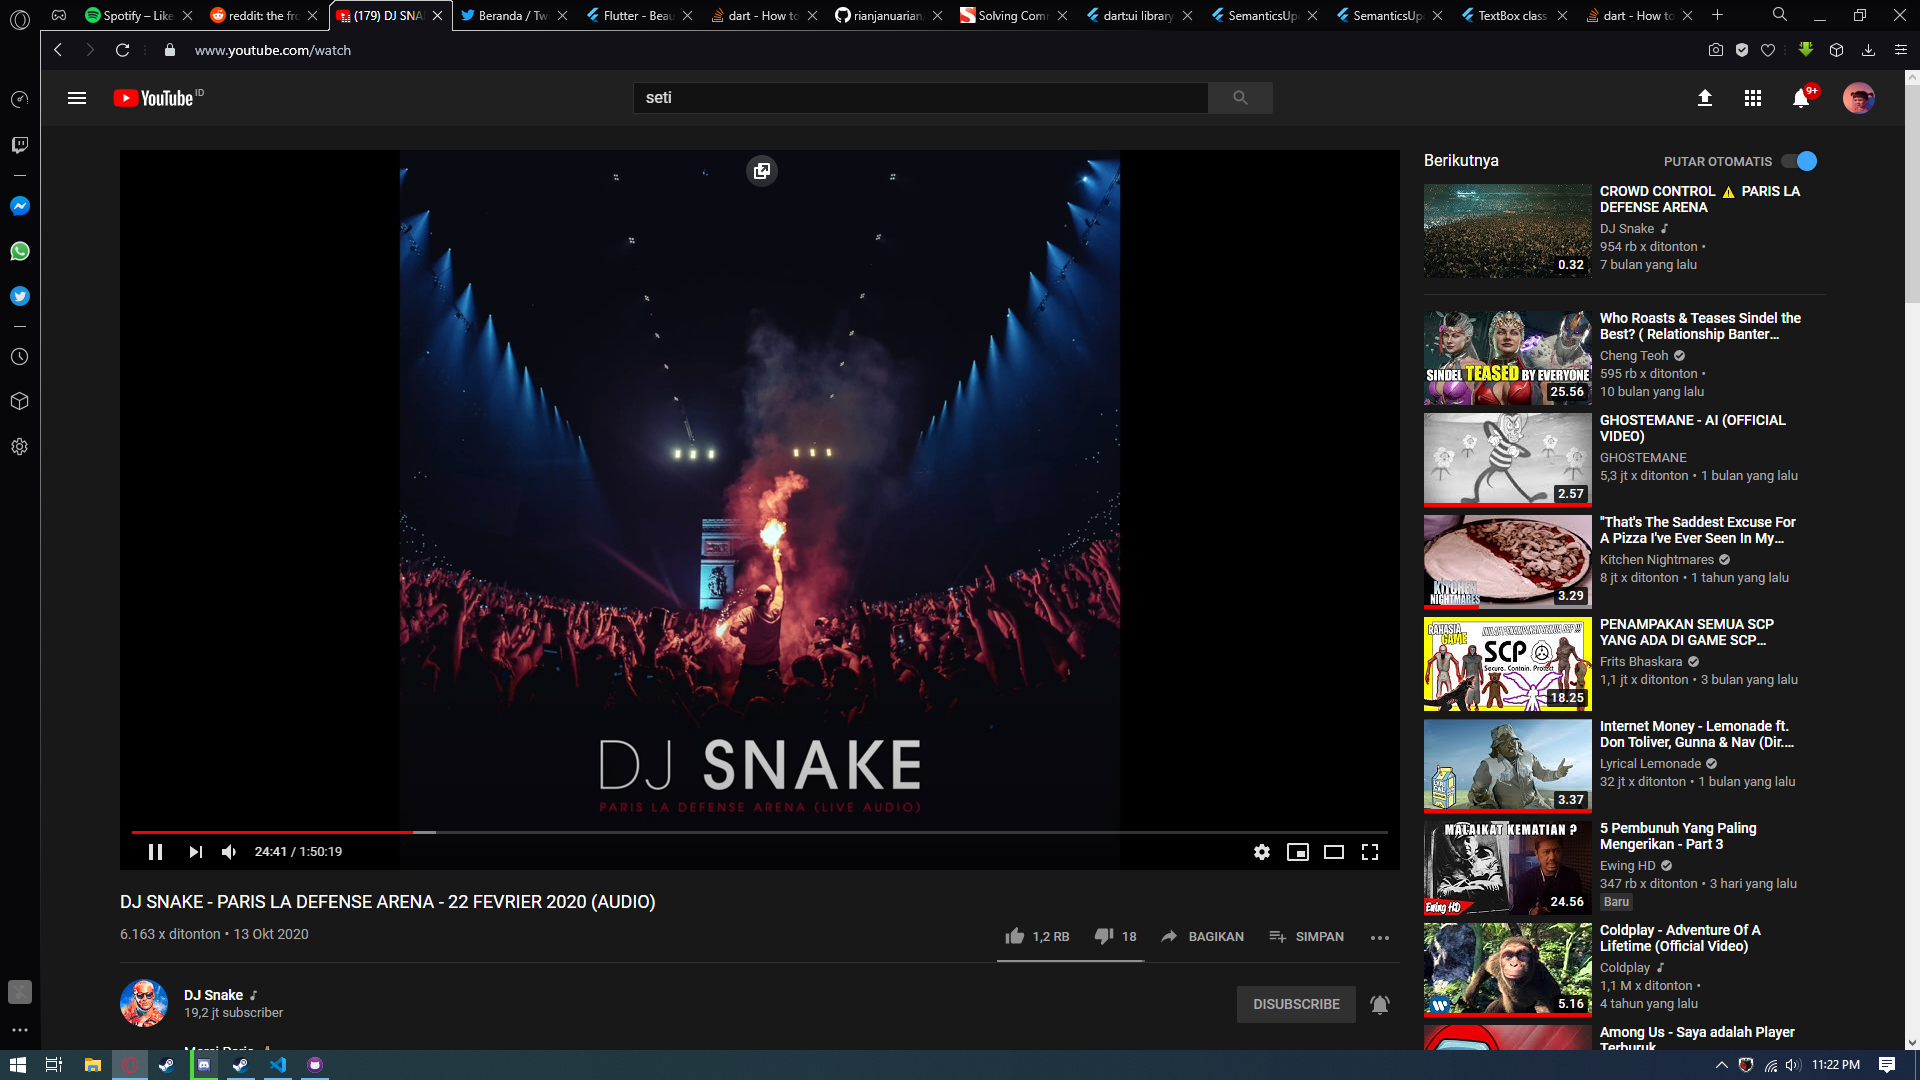 Spotify – Like
reddit: the fro
(179) DJ SNA
Beranda / Tw
Flutter - Beau
dart - How to
rianjanuarian
Solving Com
dart:ui library
SemanticsUp
SemanticsUp
TextBox class
dart - How to
www.youtube.com/watch
YouTube ID
seti
9+
DJ SNAKE
PARIS LA DEFENSE ARENA (LIVE AUDIO)
24:41 / 1:50:19
DJ SNAKE - PARIS LA DEFENSE ARENA - 22 FEVRIER 2020 (AUDIO)
6.163 x ditonton • 13 Okt 2020
1,2 RB
18
BAGIKAN
SIMPAN
DJ Snake
19,2 jt subscriber
DISUBSCRIBE
Berikutnya
PUTAR OTOMATIS
0.32
CROWD CONTROL ⚠ PARIS LA
DEFENSE ARENA
DJ Snake
954 rb x ditonton •
7 bulan yang lalu
SINDEL TEASED BY EVERYONE
25.56
Who Roasts & Teases Sindel the
Best? ( Relationship Banter...
Cheng Teoh
595 rb x ditonton •
10 bulan yang lalu
2.57
GHOSTEMANE - AI (OFFICIAL
VIDEO)
GHOSTEMANE
5,3 jt x ditonton • 1 bulan yang lalu
KITCHEN
NIGHTMARES
3.29
"That's The Saddest Excuse For
A Pizza I've Ever Seen In My...
Kitchen Nightmares
8 jt x ditonton • 1 tahun yang lalu
RAHASIA
GAME
SCP
Secure. Contain. Protect
18.25
PENAMPAKAN SEMUA SCP
YANG ADA DI GAME SCP...
Frits Bhaskara
1,1 jt x ditonton • 3 bulan yang lalu
3.37
Internet Money - Lemonade ft.
Don Toliver, Gunna & Nav (Dir....
Lyrical Lemonade
32 jt x ditonton • 1 bulan yang lalu
MALAIKAT KEMATIAN ?
Ewing HD
24.56
5 Pembunuh Yang Paling
Mengerikan - Part 3
Ewing HD
347 rb x ditonton • 3 hari yang lalu
Baru
5.16
Coldplay - Adventure Of A
Lifetime (Official Video)
Coldplay
1,1 M x ditonton •
4 tahun yang lalu
Among Us - Saya adalah Player
Terburuk
11:22 PM